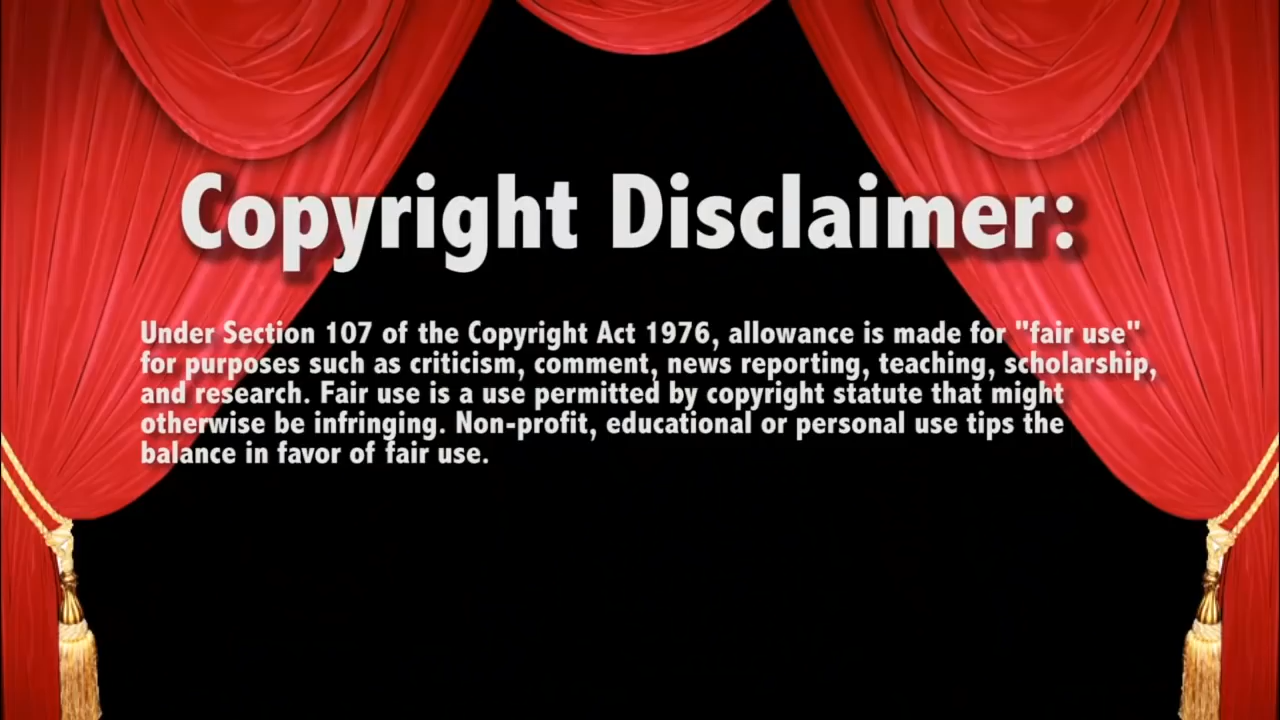 Copyright Disclaimer:
Under Section 107 of the Copyright Act 1976, allowance is made for "fair use"
for purposes such as criticism, comment, news reporting, teaching, scholarship,
and research. Fair use is a use permitted by copyright statute that might
otherwise be infringing. Non-profit, educational or personal use tips the
balance in favor of fair use.